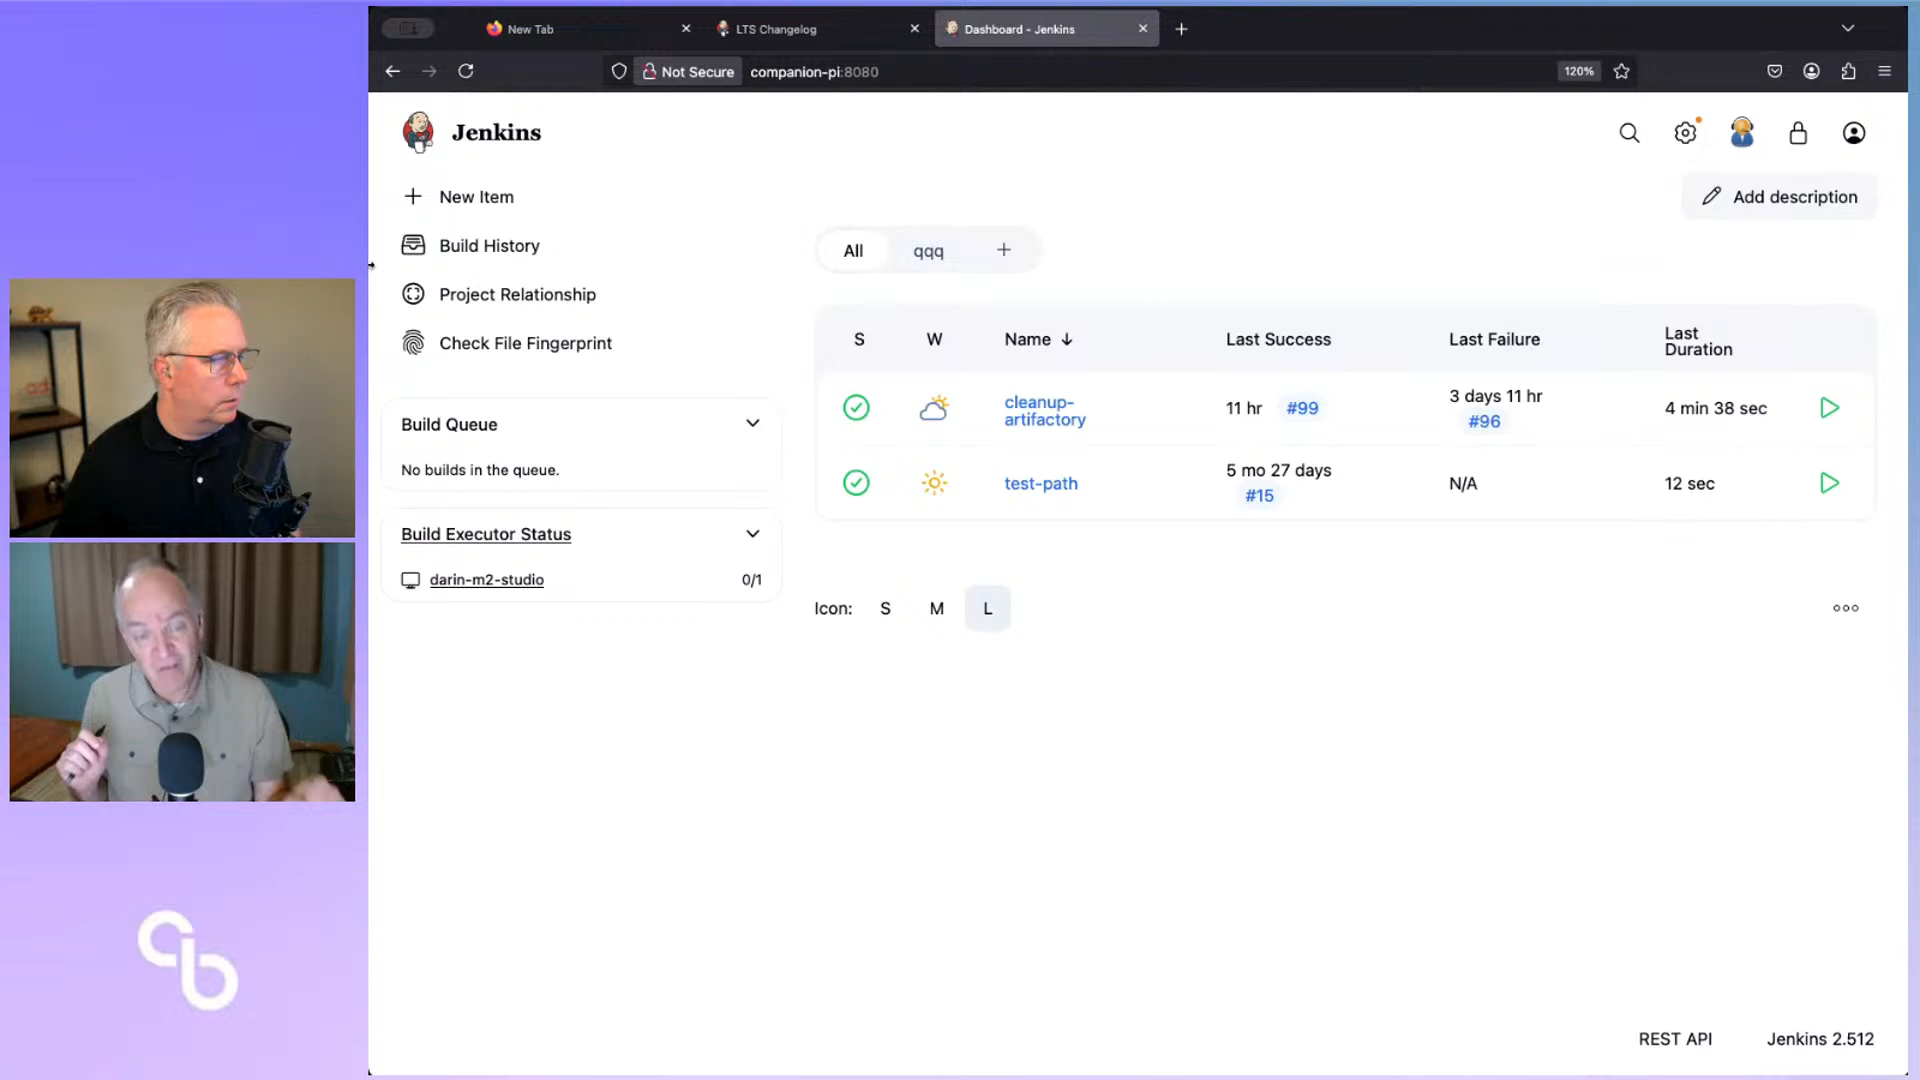 New Tab
LTS Changelog
Dashboard - Jenkins
Not Secure
companion-pi:8080
120%
Jenkins
New Item
Add description
Build History
Project Relationship
Check File Fingerprint
All
qqq
S
W
Name
Last Success
Last Failure
Last
Duration
cleanup-
artifactory
11 hr
#99
3 days 11 hr
#96
4 min 38 sec
test-path
5 mo 27 days
#15
N/A
12 sec
Build Queue
No builds in the queue.
Build Executor Status
darin-m2-studio
0/1
Icon:
S
M
L
cb
REST API
Jenkins 2.512